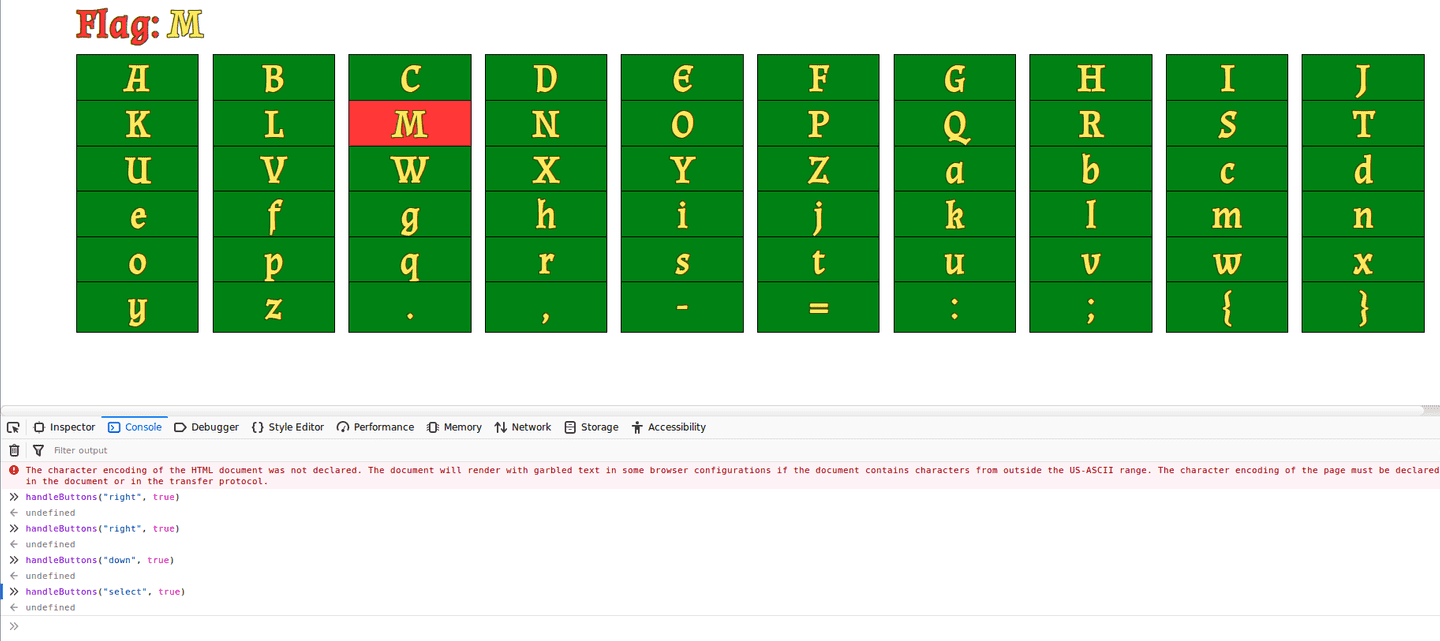 Flag: M
A B C D E F G H I J
K L M N O P Q R S T
U V W X Y Z a b c d
e f g h i j k l m n
o p q r s t u v w x
y z . , - = : ; { }
Inspector Console Debugger {} Style Editor Performance Memory Network Storage Accessibility
Filter output
The character encoding of the HTML document was not declared. The document will render with garbled text in some browser configurations if the document contains characters from outside the US-ASCII range. The character encoding of the page must be declared
in the document or in the transfer protocol.
handleButtons("right", true)
undefined
handleButtons("right", true)
undefined
handleButtons("down", true)
undefined
handleButtons("select", true)
undefined